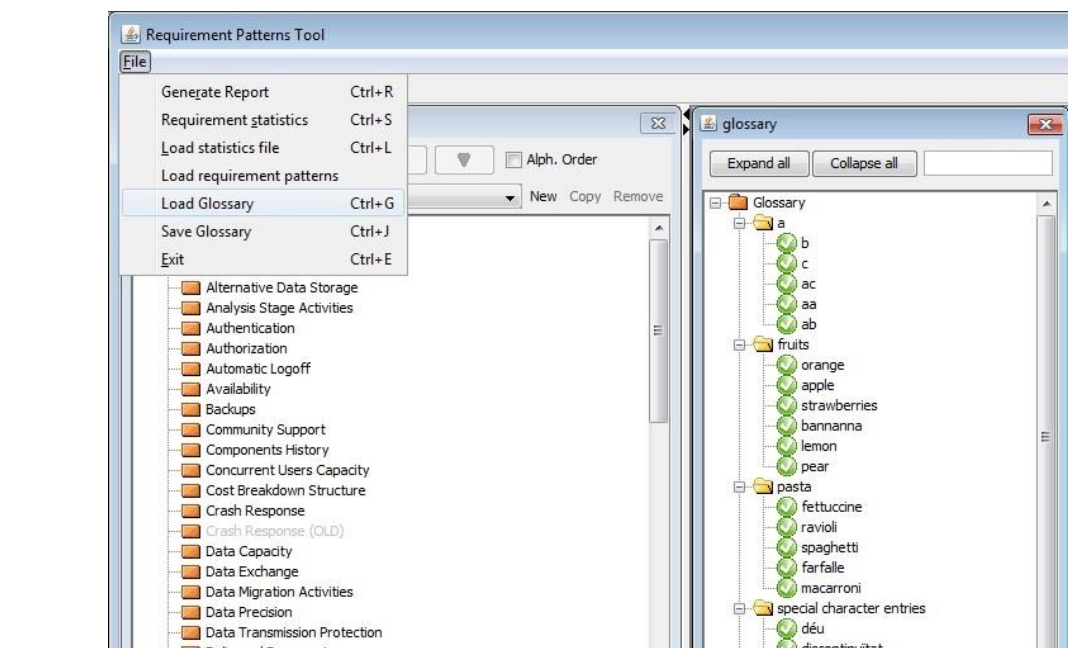 Requirement Patterns Tool
File
Generate Report Ctrl+R
Requirement statistics Ctrl+S
Load statistics file Ctrl+L
Load requirement patterns
Load Glossary Ctrl+G
Save Glossary Ctrl+J
Exit Ctrl+E
Alph. Order
New Copy Remove
Alternative Data Storage
Analysis Stage Activities
Authentication
Authorization
Automatic Logoff
Availability
Backups
Community Support
Components History
Concurrent Users Capacity
Cost Breakdown Structure
Crash Response
Crash Response (OLD)
Data Capacity
Data Exchange
Data Migration Activities
Data Precision
Data Transmission Protection
glossary
Expand all Collapse all
Glossary
a
b
c
ac
aa
ab
fruits
orange
apple
strawberries
bannanna
lemon
pear
pasta
fettuccine
ravioli
spaghetti
farfalle
macarroni
special character entries
déu